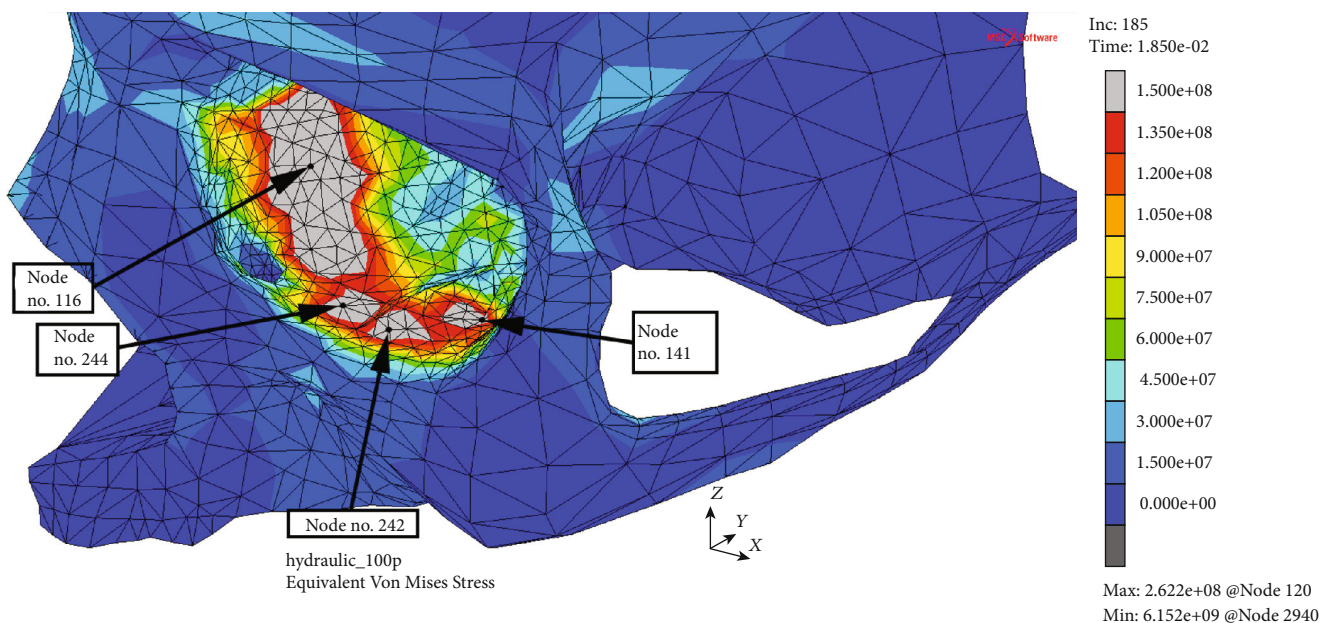 Inc: 185
Time: 1.850e-02
Software
1.500e+08
1.350e+08
1.200e+08
1.050e+08
9.000e+07
7.500e+07
6.000e+07
4.500e+07
3.000e+07
1.500e+07
0.000e+00
Max: 2.622e+08 @Node 120
Min: 6.152e+09 @Node 2940
Node
no. 116
Node
no. 244
Node
no. 141
Node no. 242
hydraulic_100p
Equivalent Von Mises Stress
Z
Y
X